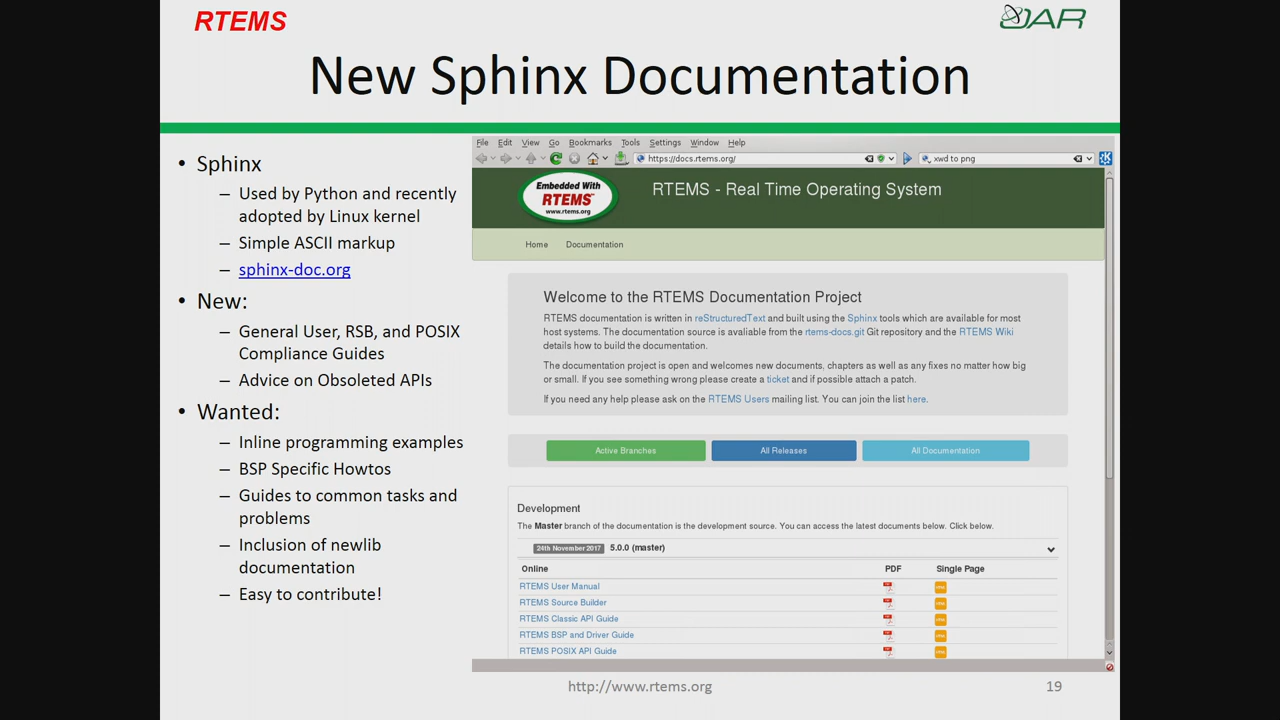 RTEMS
OAR
New Sphinx Documentation
• Sphinx
– Used by Python and recently
adopted by Linux kernel
– Simple ASCII markup
– sphinx-doc.org
• New:
– General User, RSB, and POSIX
Compliance Guides
– Advice on Obsoleted APIs
• Wanted:
– Inline programming examples
– BSP Specific Howtos
– Guides to common tasks and
problems
– Inclusion of newlib
documentation
– Easy to contribute!
File Edit View Go Bookmarks Tools Settings Window Help
https://docs.rtems.org/ xwd to png
Embedded With
RTEMS™
www.rtems.org
RTEMS - Real Time Operating System
Home Documentation
Welcome to the RTEMS Documentation Project
RTEMS documentation is written in reStructuredText and built using the Sphinx tools which are available for most
host systems. The documentation source is avaliable from the rtems-docs.git Git repository and the RTEMS Wiki
details how to build the documentation.
The documentation project is open and welcomes new documents, chapters as well as any fixes no matter how big
or small. If you see something wrong please create a ticket and if possible attach a patch.
If you need any help please ask on the RTEMS Users mailing list. You can join the list here.
Active Branches All Releases All Documentation
Development
The Master branch of the documentation is the development source. You can access the latest documents below. Click below.
24th November 2017 5.0.0 (master)
Online PDF Single Page
RTEMS User Manual
RTEMS Source Builder
RTEMS Classic API Guide
RTEMS BSP and Driver Guide
RTEMS POSIX API Guide
http://www.rtems.org
19